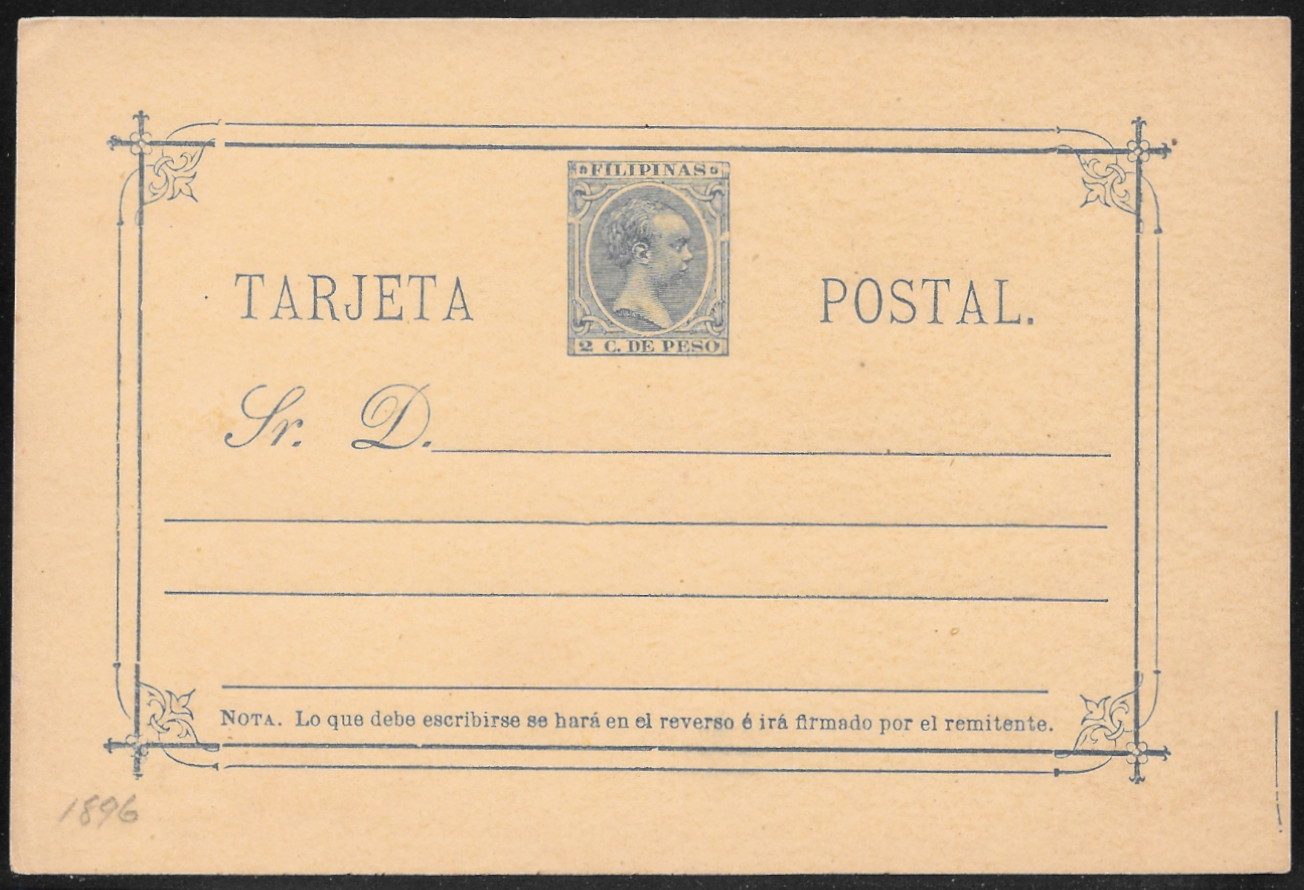 FILIPINAS
TARJETA POSTAL.
2 C. DE PESO
Sr. D.
NOTA. Lo que debe escribirse se hará en el reverso é irá firmado por el remitente.
1896